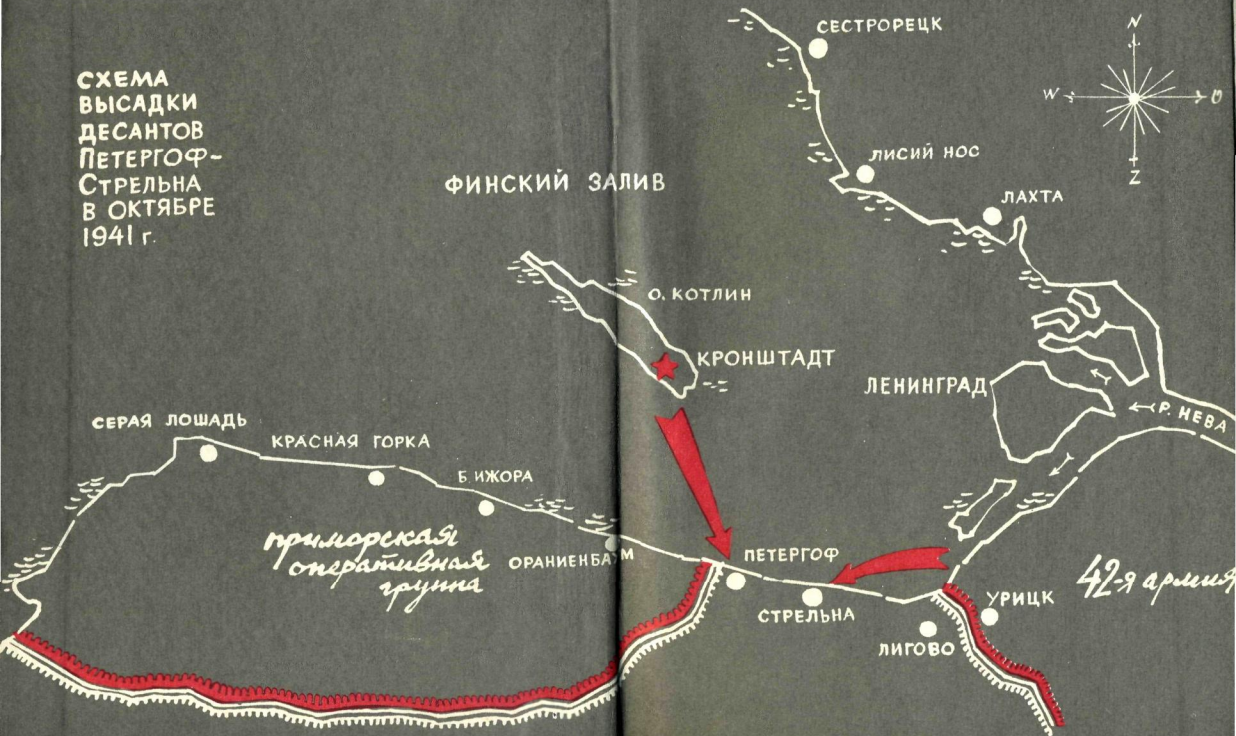 СХЕМА
ВЫСАДКИ
ДЕСАНТОВ
ПЕТЕРГОФ-
СТРЕЛЬНА
В ОКТЯБРЕ
1941 г.
СЕСТРОРЕЦК
N
W
O
Z
ЛИСИЙ НОС
ФИНСКИЙ ЗАЛИВ
ЛАХТА
О. КОТЛИН
КРОНШТАДТ
ЛЕНИНГРАД
Р. НЕВА
СЕРАЯ ЛОШАДЬ
КРАСНАЯ ГОРКА
Б. ИЖОРА
приморская
оперативная
группа
ОРАНИЕНБАУМ
ПЕТЕРГОФ
СТРЕЛЬНА
УРИЦК
ЛИГОВО
42-я армия